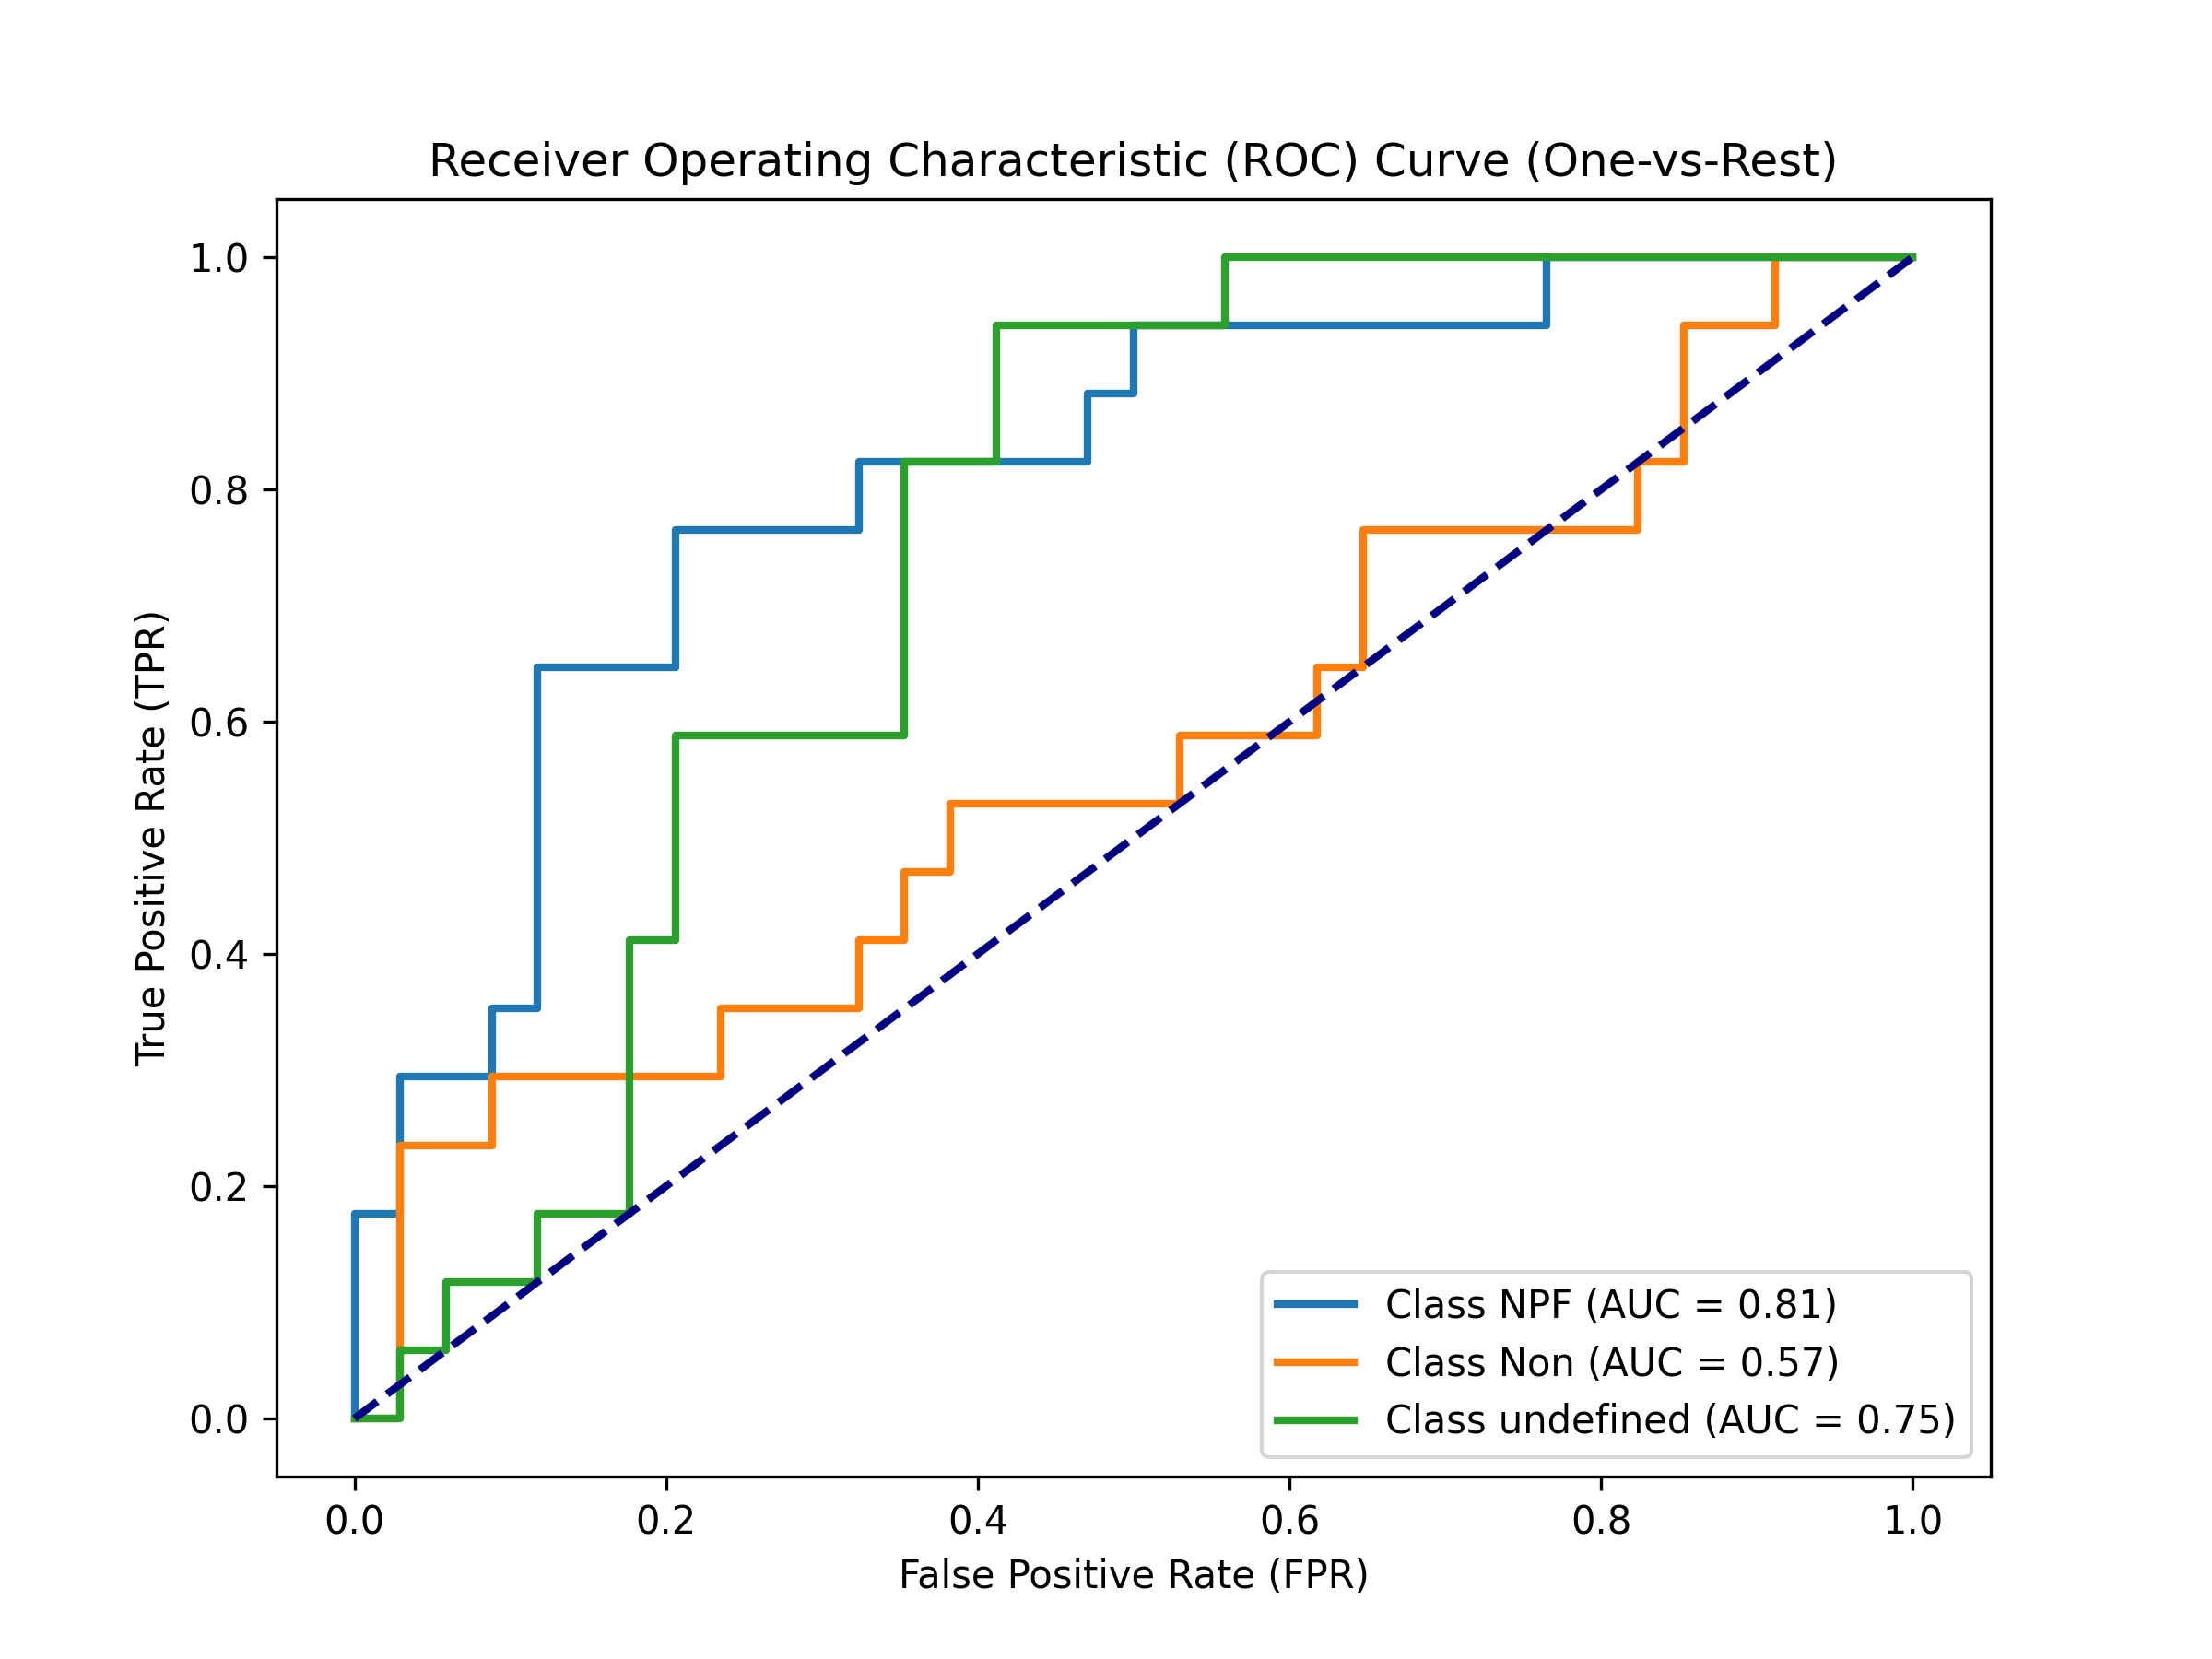 Receiver Operating Characteristic (ROC) Curve (One-vs-Rest)
True Positive Rate (TPR)
1.0
0.8
0.6
0.4
0.2
0.0
0.0 0.2 0.4 0.6 0.8 1.0
False Positive Rate (FPR)
Class NPF (AUC = 0.81)
Class Non (AUC = 0.57)
Class undefined (AUC = 0.75)